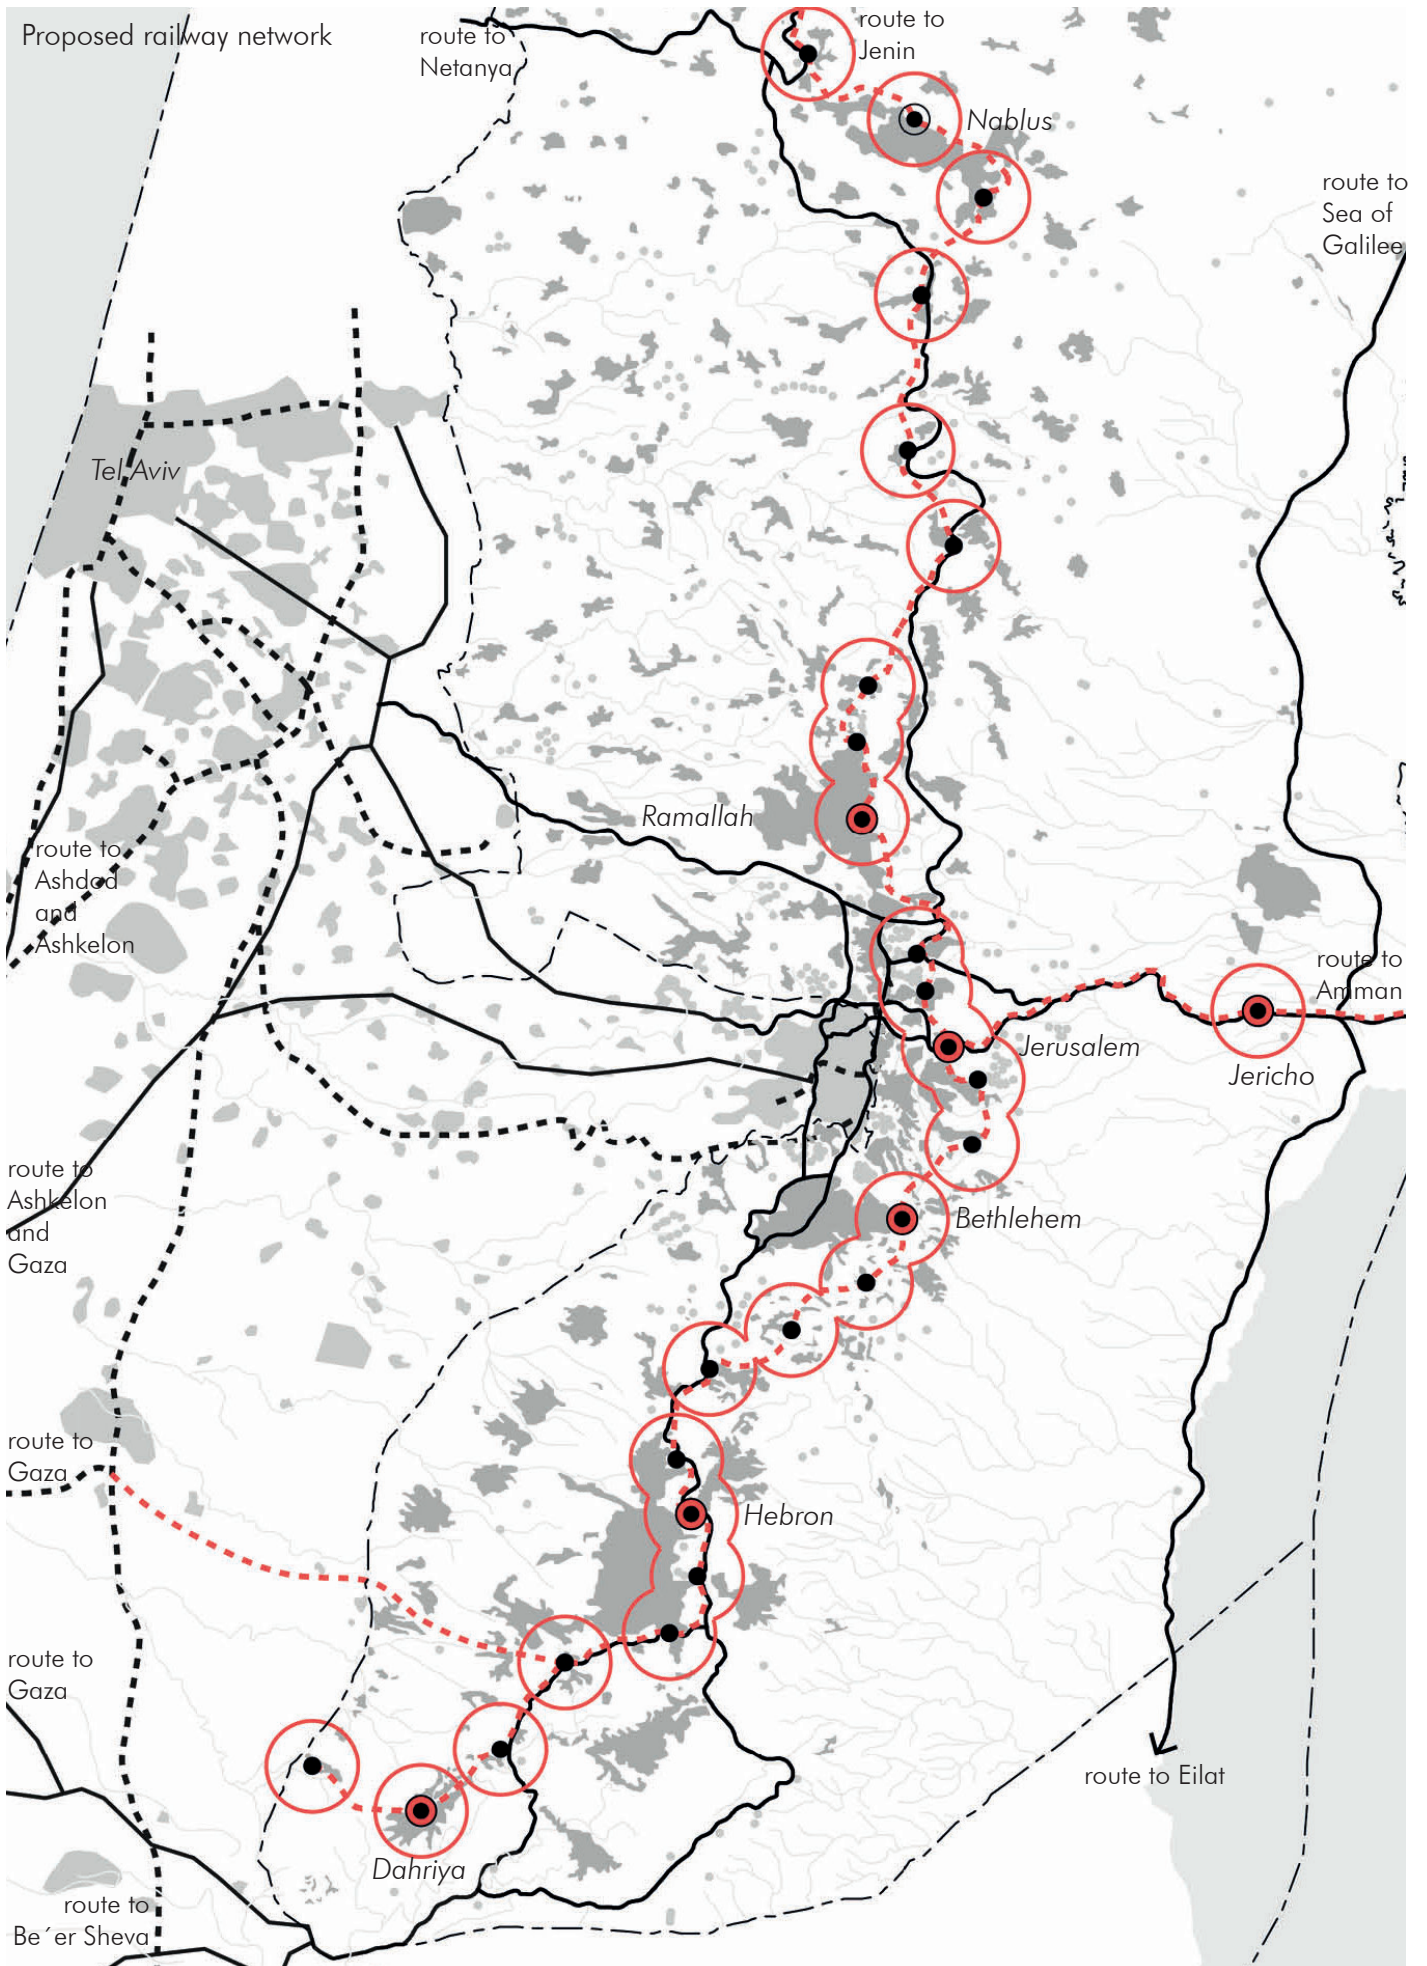 Proposed railway network
route to
Netanya
route to
Jenin
Nablus
route to
Sea of
Galilee
Tel Aviv
Ramallah
route to
Ashdod
and
Ashkelon
route to
Amman
Jerusalem
Jericho
route to
Ashkelon
and
Gaza
Bethlehem
route to
Gaza
Hebron
route to
Gaza
route to Eilat
Dahriya
route to
Be´er Sheva